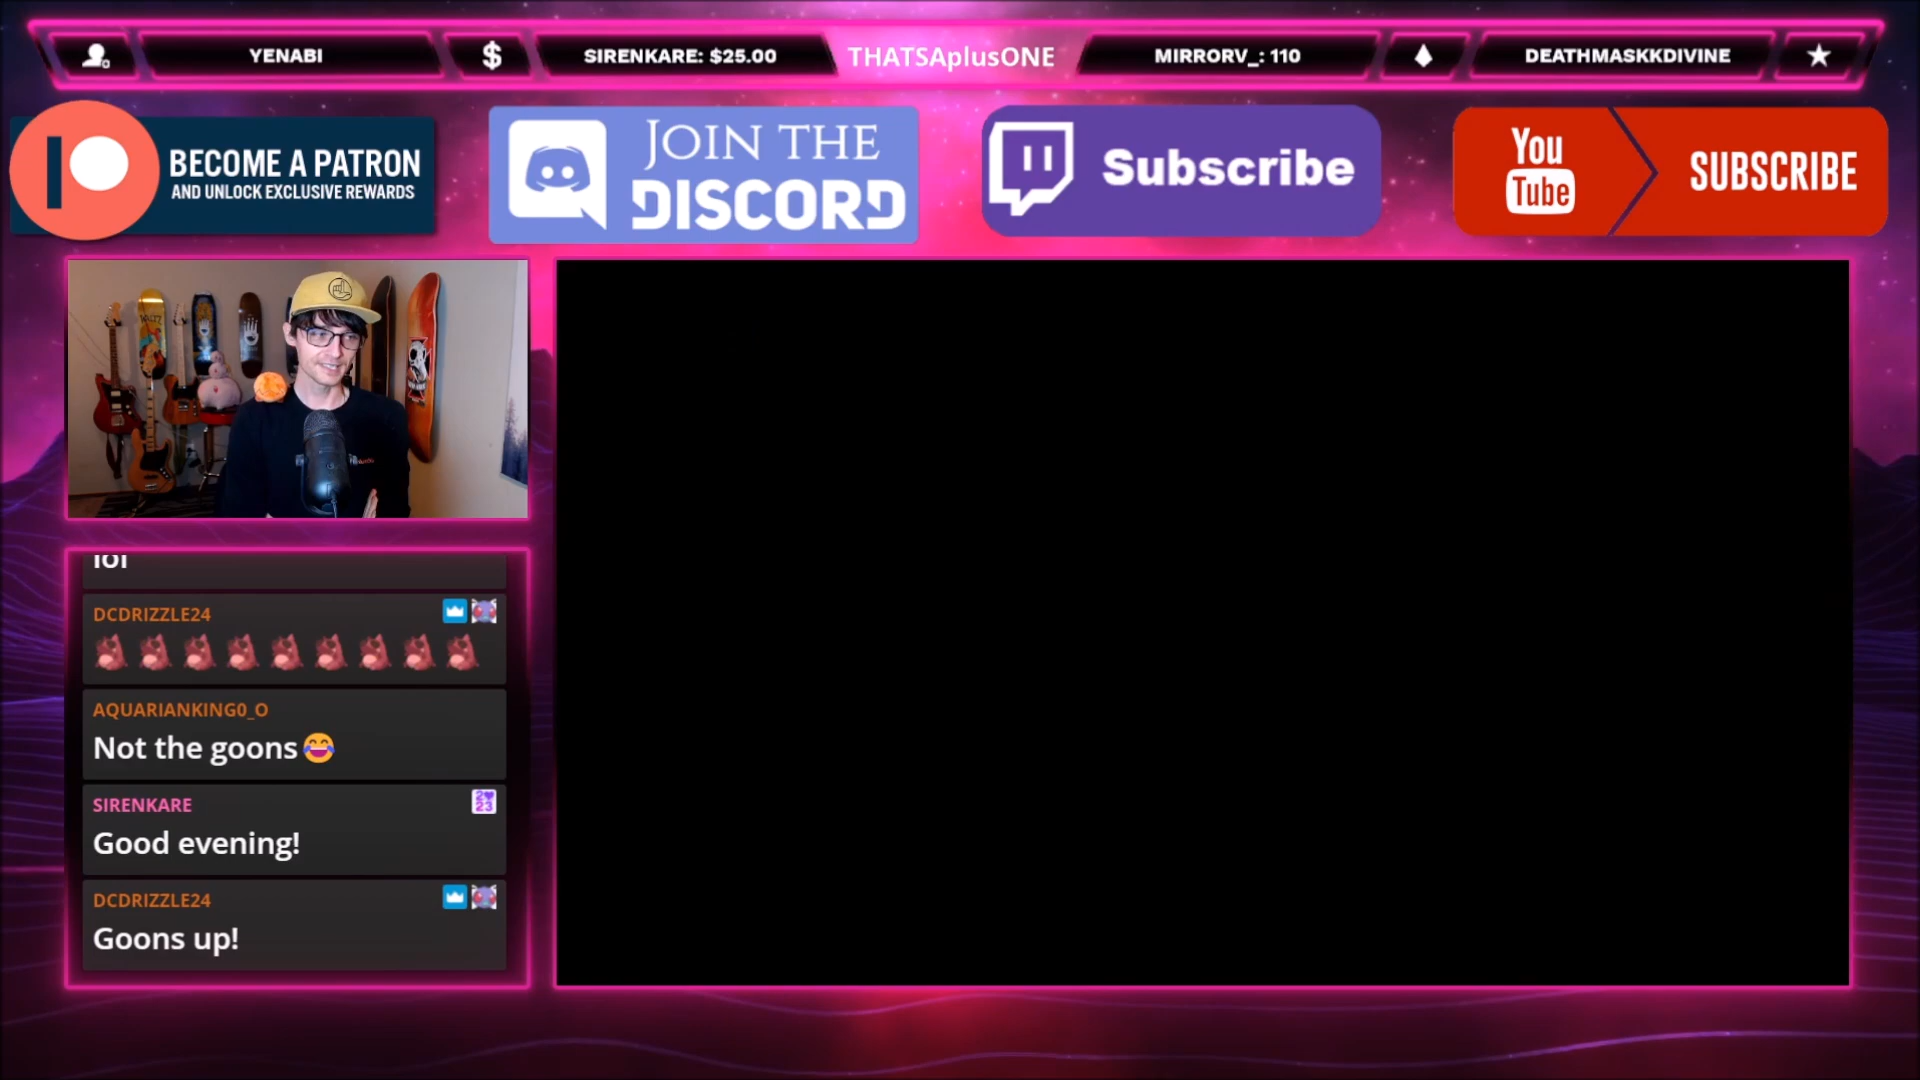 YENABI
$
SIRENKARE: $25.00
THATSAplusONE
MIRRORV_: 110
DEATHMASKKDIVINE
BECOME A PATRON
AND UNLOCK EXCLUSIVE REWARDS
JOIN THE
DISCORD
Subscribe
You
Tube
SUBSCRIBE
lol
DCDRIZZLE24
AQUARIANKING0_O
Not the goons😂
SIRENKARE
Good evening!
DCDRIZZLE24
Goons up!